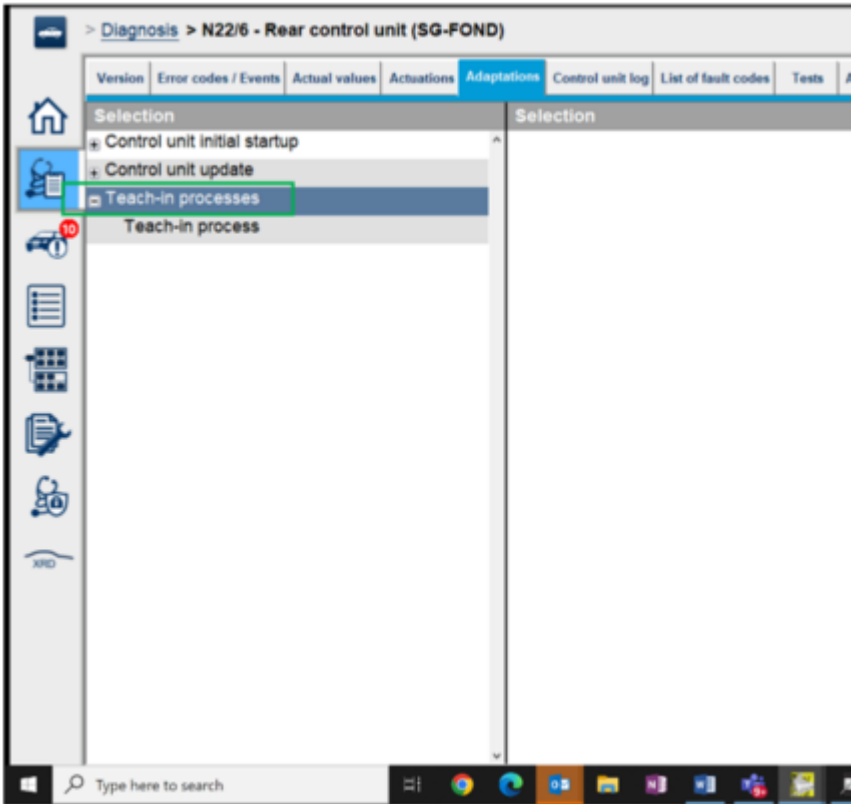 > Diagnosis > N22/6 - Rear control unit (SG-FOND)
Version Error codes / Events Actual values Actuations Adaptations Control unit log List of fault codes Tests A
Selection Selection
Control unit initial startup
Control unit update
Teach-in processes
10
Teach-in process
XRD
Type here to search